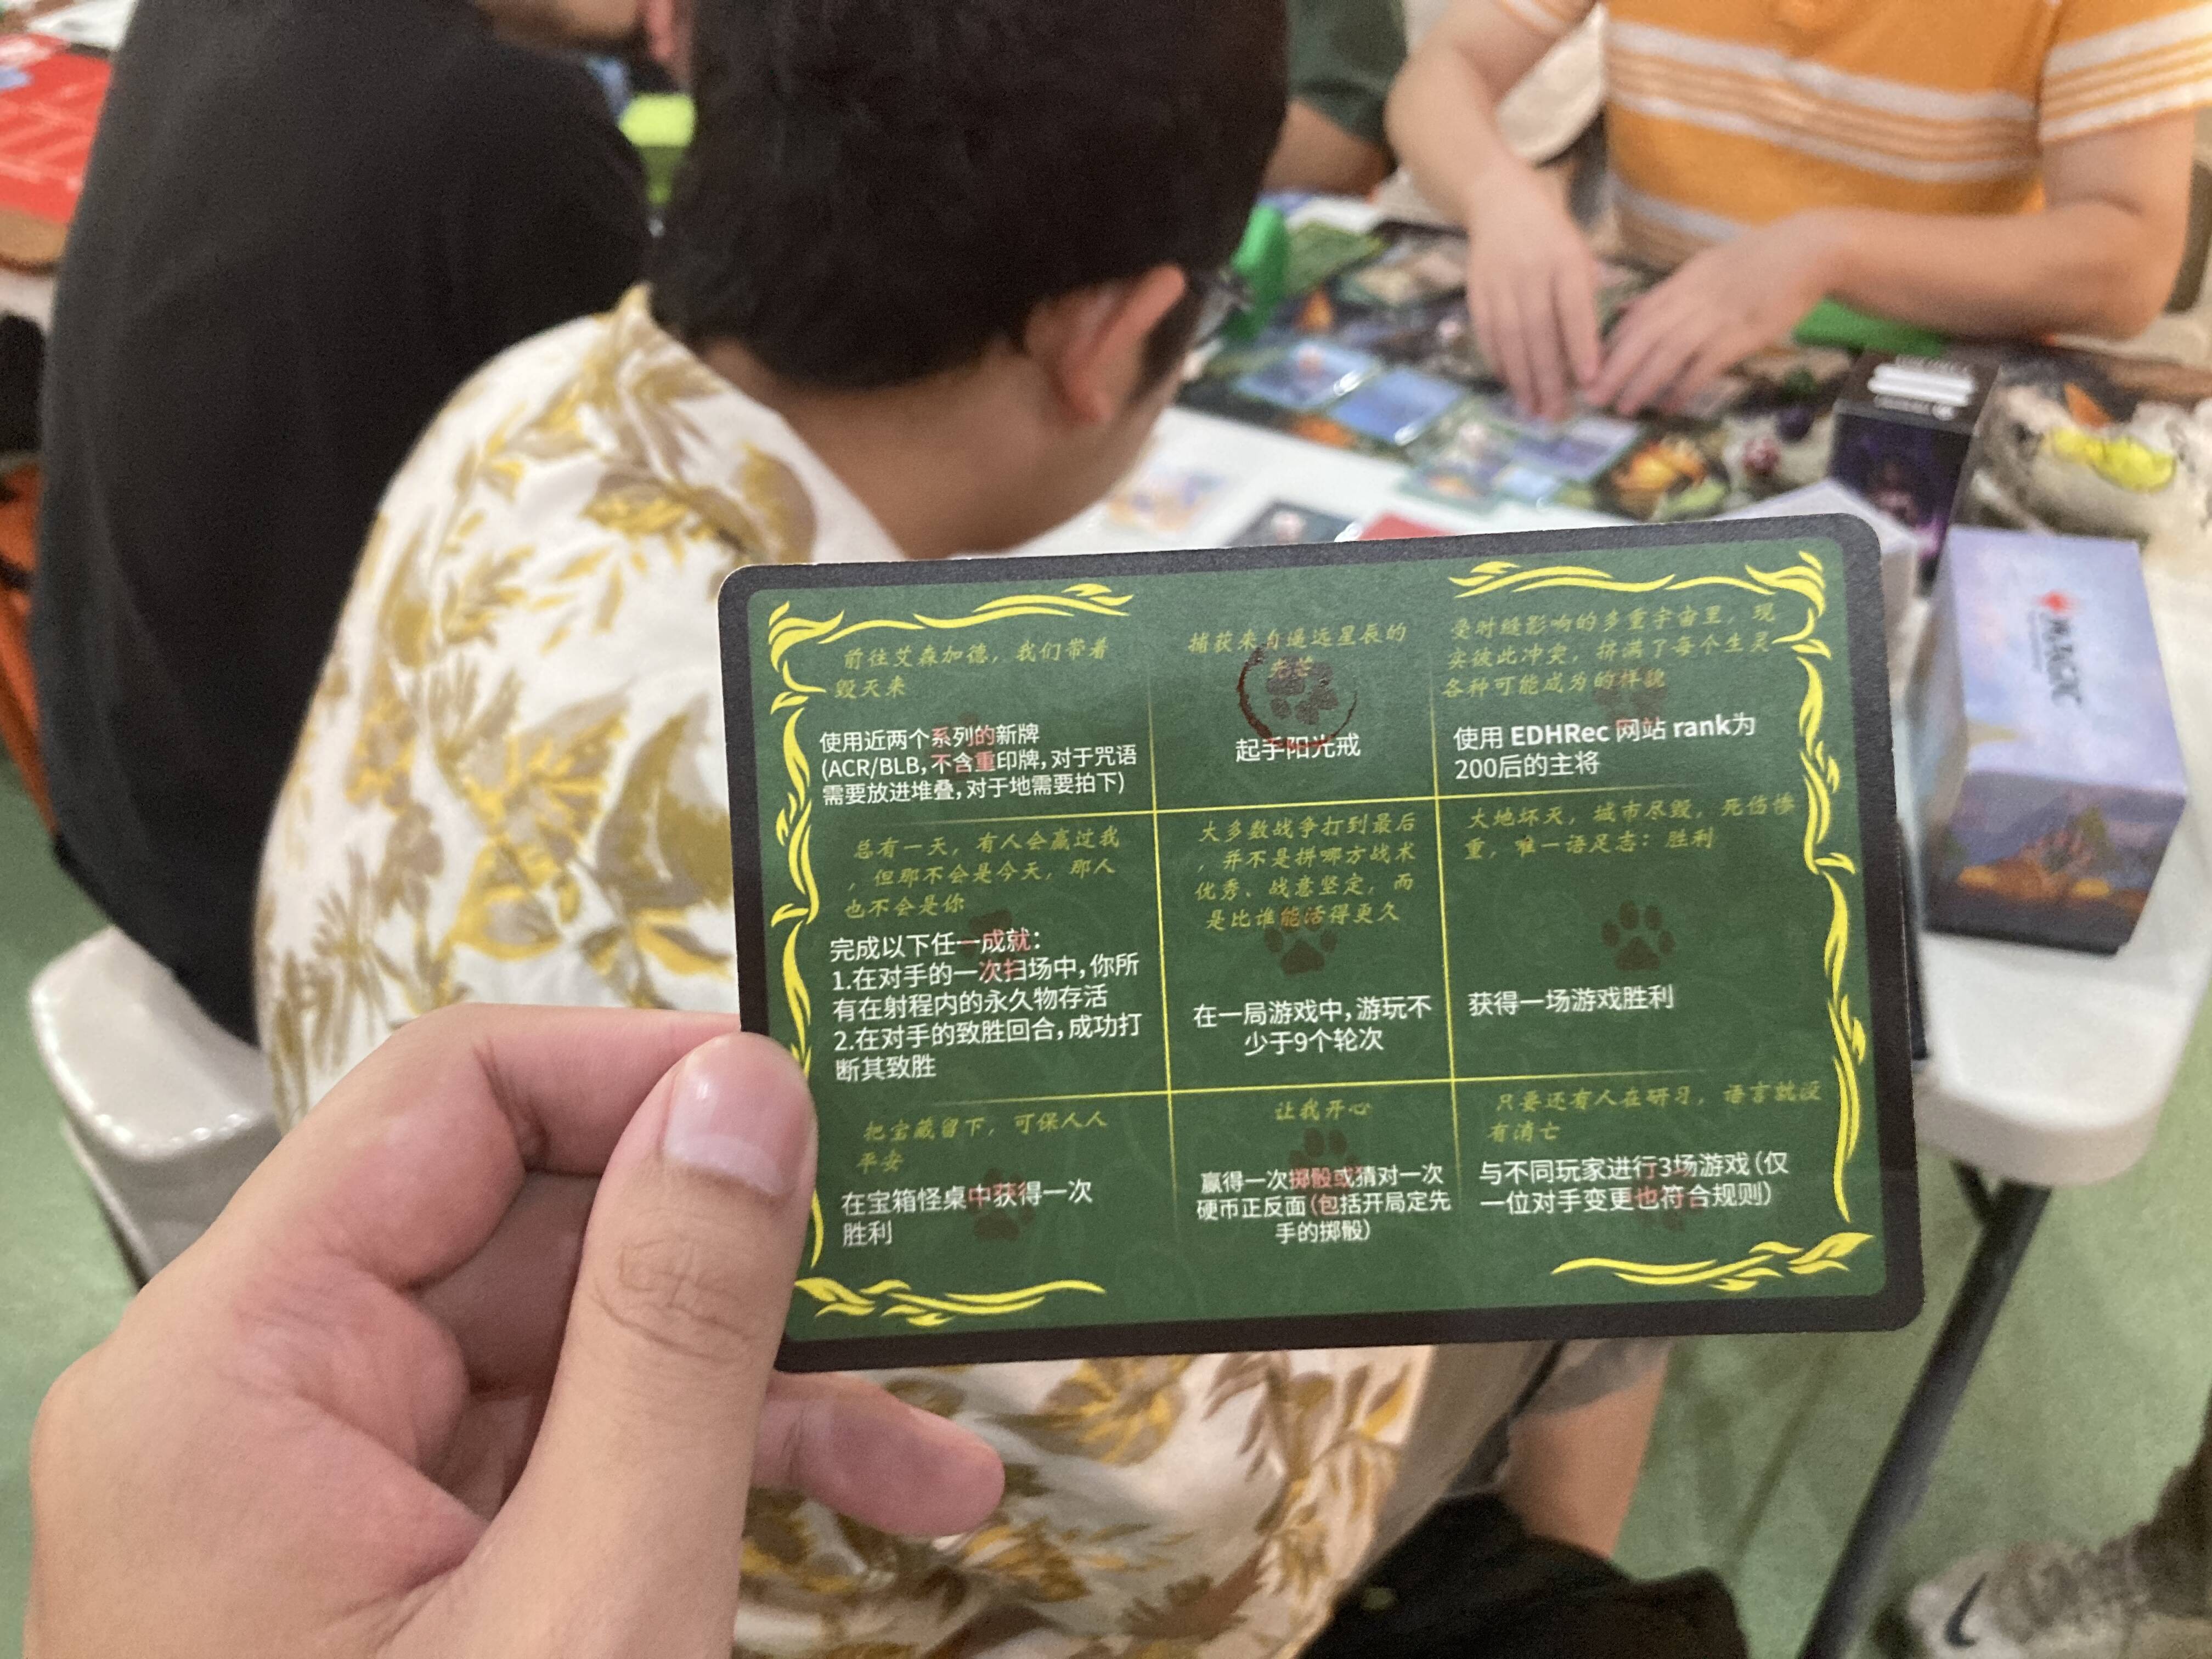 前往艾森加德，我们带着
毁灭来
使用近两个系列的新牌
(ACR/BLB，不含重印牌，对于咒语
需要放进堆叠，对于地需要拍下)
捕获来自遥远星辰的
光芒
起手阳光戒
受时缝影响的多重宇宙里，现
实彼此冲突，挤满了每个生灵
各种可能成为的样貌
使用 EDHRec 网站 rank为
200后的主将
总有一天，有人会赢过我
，但那不会是今天，那人
也不会是你
完成以下任一成就：
1.在对手的一次扫场中，你所
有在射程内的永久物存活
2.在对手的致胜回合，成功打
断其致胜
大多数战争打到最后
，并不是拼哪方战术
优秀、战意坚定，而
是比谁能活得更久
在一局游戏中，游玩不
少于9个轮次
大地坏灭，城市尽毁，死伤惨
重，唯一语足志：胜利
获得一场游戏胜利
把宝藏留下，可保人人
平安
在宝箱怪桌中获得一次
胜利
让我开心
赢得一次掷骰或猜对一次
硬币正反面（包括开局定先
手的掷骰）
只要还有人在研习，语言就没
有消亡
与不同玩家进行3场游戏（仅
一位对手变更也符合规则）
MAGIC